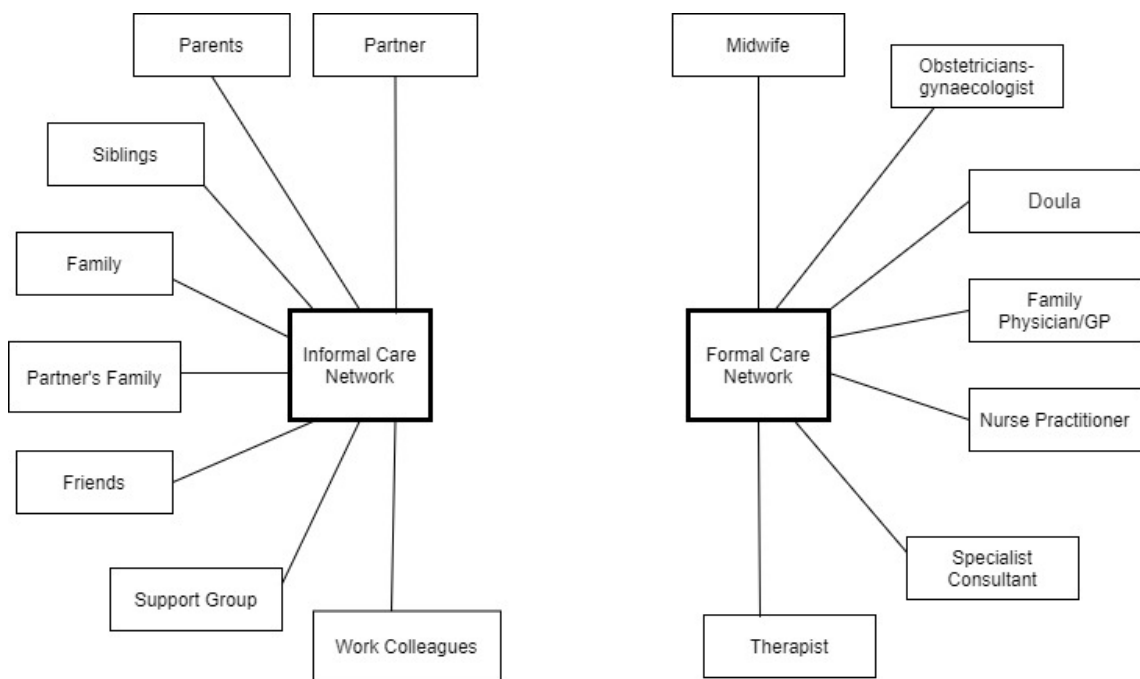 Parents
Partner
Siblings
Family
Partner's Family
Friends
Support Group
Work Colleagues
Informal Care
Network
Midwife
Obstetricians-
gynaecologist
Doula
Family
Physician/GP
Nurse Practitioner
Specialist
Consultant
Therapist
Formal Care
Network